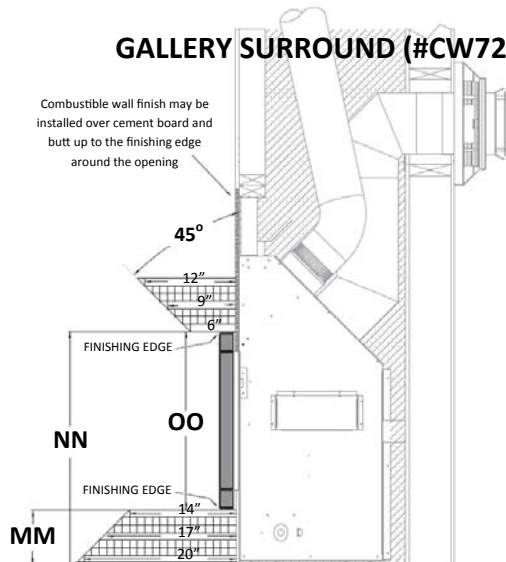 GALLERY SURROUND (#CW72
Combustible wall finish may be
installed over cement board and
butt up to the finishing edge
around the opening
45°
12”
9”
6”
FINISHING EDGE
NN
OO
FINISHING EDGE
14”
MM
17”
20”